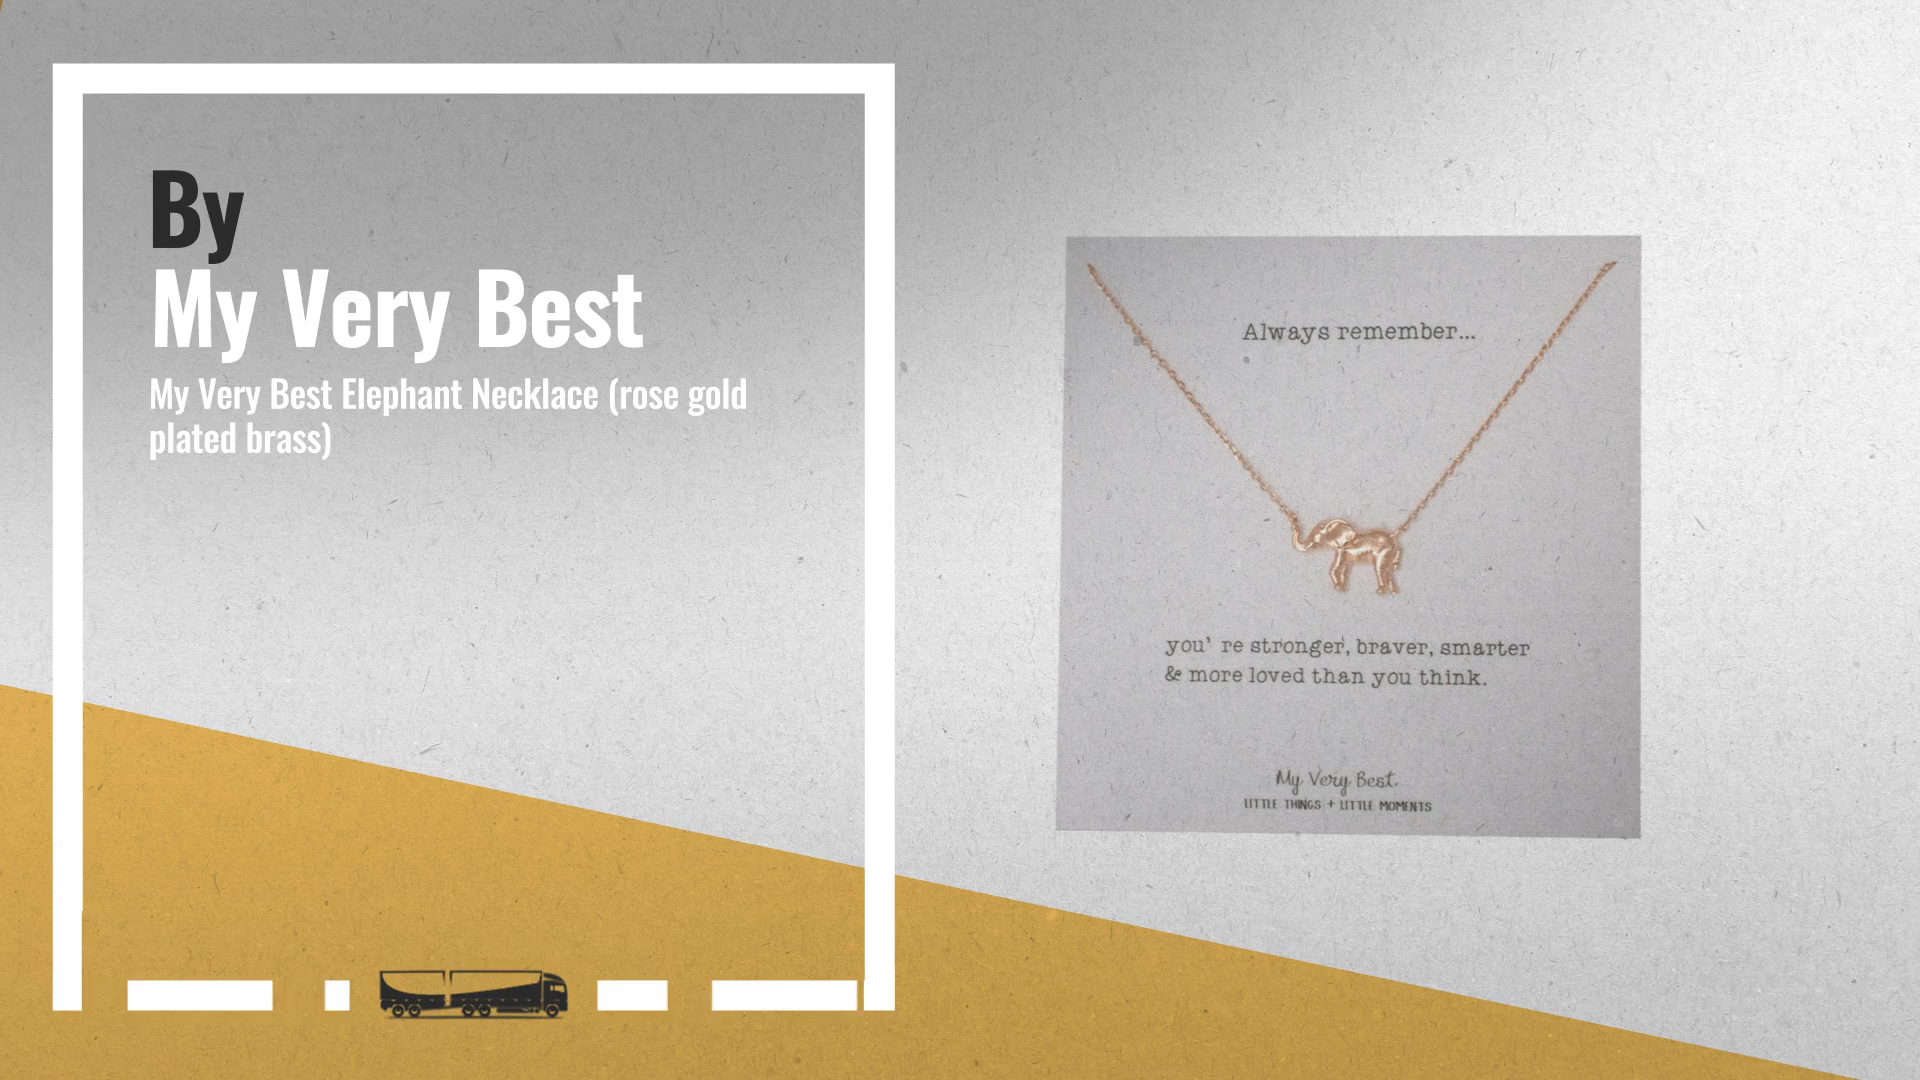 By
My Very Best
My Very Best Elephant Necklace (rose gold
plated brass)
Always remember...
you' re stronger, braver, smarter
& more loved than you think.
My Very Best
LITTLE THINGS + LITTLE MOMENTS